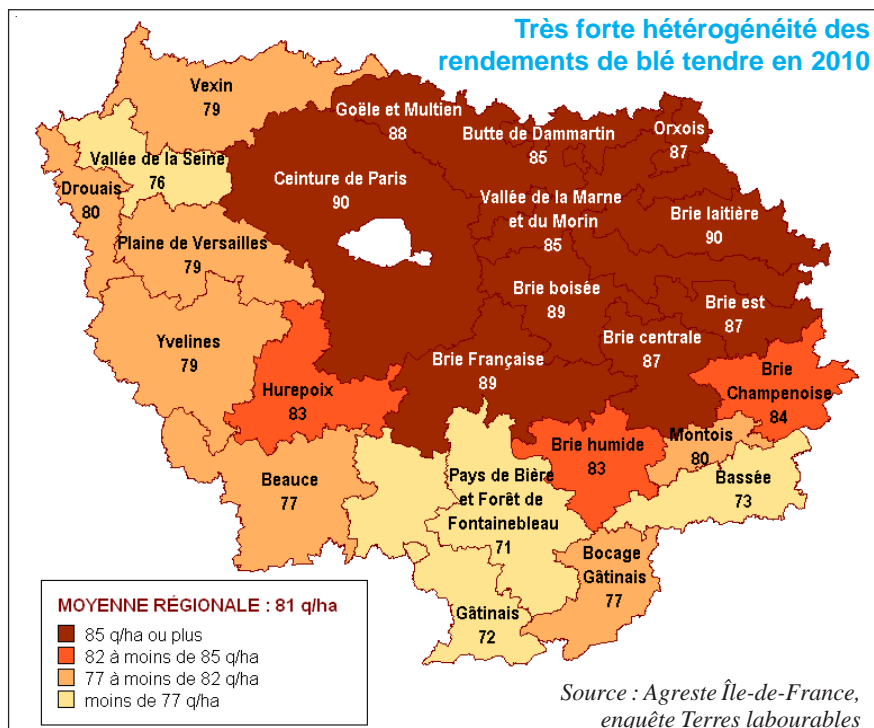 Très forte hétérogénéité des
rendements de blé tendre en 2010
Vexin
79
Goële et Multien
88
Butte de Dammartin
85
Orxois
87
Vallée de la Seine
76
Drouais
80
Ceinture de Paris
90
Vallée de la Marne
et du Morin
85
Brie laitière
90
Plaine de Versailles
79
Brie boisée
89
Brie est
87
Yvelines
79
Brie centrale
87
Brie Française
89
Hurepoix
83
Brie
Champenoise
84
Brie humide
83
Montois
80
Beauce
77
Pays de Bière
et Forêt de
Fontainebleau
71
Bassée
73
Bocage
Gâtinais
77
Gâtinais
72
MOYENNE RÉGIONALE : 81 q/ha
85 q/ha ou plus
82 à moins de 85 q/ha
77 à moins de 82 q/ha
moins de 77 q/ha
Source : Agreste Île-de-France,
enquête Terres labourables